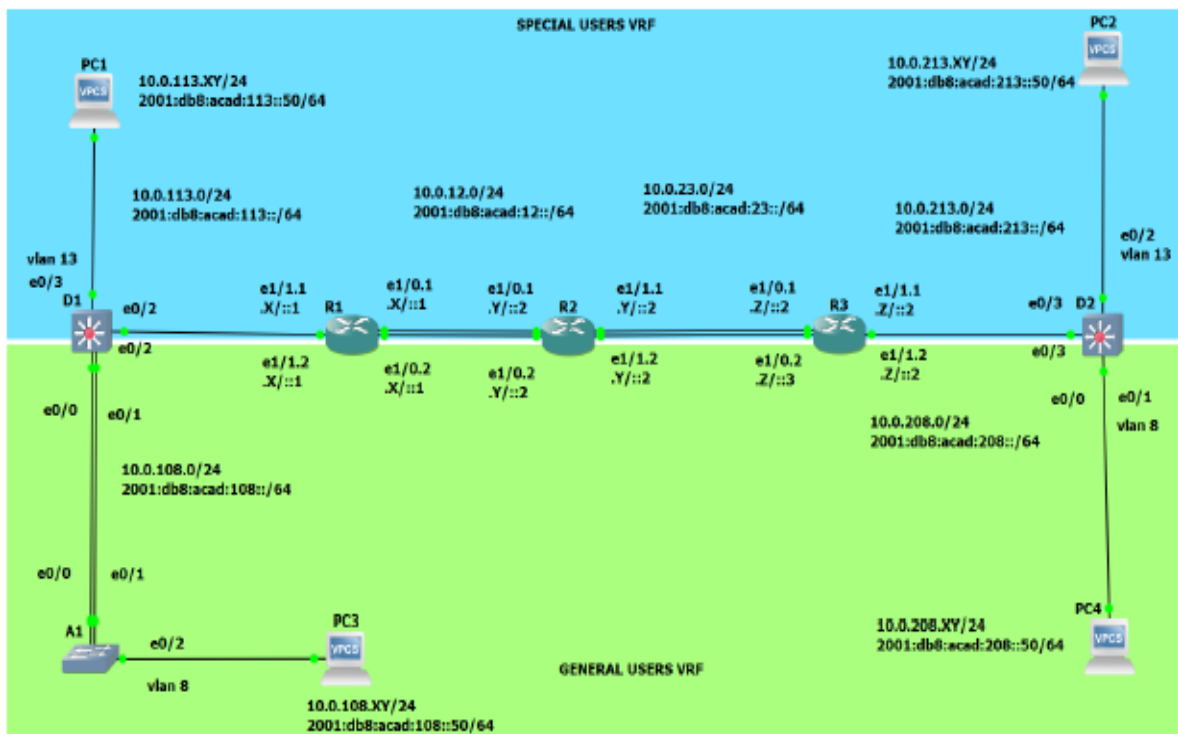 SPECIAL USERS VRF
PC1
VPCS
10.0.113.XY/24
2001:db8:acad:113::50/64
PC2
VPCS
10.0.213.XY/24
2001:db8:acad:213::50/64
10.0.113.0/24
2001:db8:acad:113::/64
10.0.12.0/24
2001:db8:acad:12::/64
10.0.23.0/24
2001:db8:acad:23::/64
10.0.213.0/24
2001:db8:acad:213::/64
vlan 13
e0/3
D1
e0/2
e0/2
e1/1.1
.X/::1
R1
e1/0.1
.X/::1
e1/0.1
.Y/::2
R2
e1/1.1
.Y/::2
e1/0.1
.Z/::2
R3
e1/1.1
.Z/::2
e0/2
vlan 13
e0/3
D2
e0/3
e1/1.2
.X/::1
e1/0.2
.X/::1
e1/0.2
.Y/::2
e1/1.2
.Y/::2
e1/0.2
.Z/::3
e1/1.2
.Z/::2
e0/0
e0/1
e0/0
e0/1
vlan 8
10.0.108.0/24
2001:db8:acad:108::/64
10.0.208.0/24
2001:db8:acad:208::/64
e0/0
e0/1
A1
e0/2
vlan 8
PC3
VPCS
10.0.108.XY/24
2001:db8:acad:108::50/64
PC4
VPCS
10.0.208.XY/24
2001:db8:acad:208::50/64
GENERAL USERS VRF